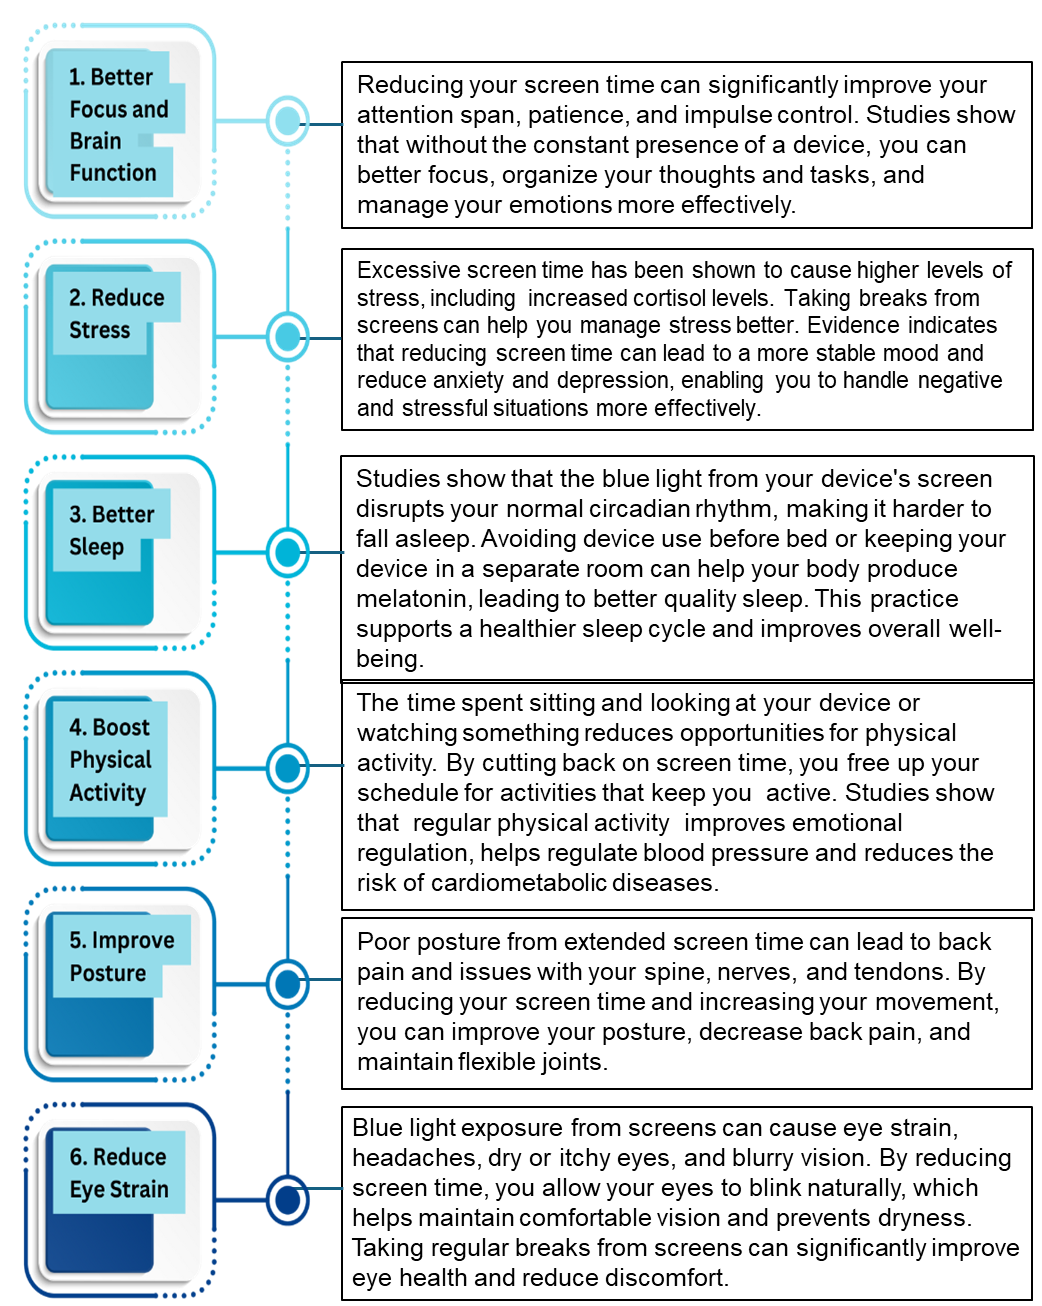 1. Better
Focus and
Brain
Function
Reducing your screen time can significantly improve your
attention span, patience, and impulse control. Studies show
that without the constant presence of a device, you can
better focus, organize your thoughts and tasks, and
manage your emotions more effectively.
2. Reduce
Stress
Excessive screen time has been shown to cause higher levels of
stress, including increased cortisol levels. Taking breaks from
screens can help you manage stress better. Evidence indicates
that reducing screen time can lead to a more stable mood and
reduce anxiety and depression, enabling you to handle negative
and stressful situations more effectively.
3. Better
Sleep
Studies show that the blue light from your device's screen
disrupts your normal circadian rhythm, making it harder to
fall asleep. Avoiding device use before bed or keeping your
device in a separate room can help your body produce
melatonin, leading to better quality sleep. This practice
supports a healthier sleep cycle and improves overall well-
being.
4. Boost
Physical
Activity
The time spent sitting and looking at your device or
watching something reduces opportunities for physical
activity. By cutting back on screen time, you free up your
schedule for activities that keep you active. Studies show
that regular physical activity improves emotional
regulation, helps regulate blood pressure and reduces the
risk of cardiometabolic diseases.
5. Improve
Posture
Poor posture from extended screen time can lead to back
pain and issues with your spine, nerves, and tendons. By
reducing your screen time and increasing your movement,
you can improve your posture, decrease back pain, and
maintain flexible joints.
6. Reduce
Eye Strain
Blue light exposure from screens can cause eye strain,
headaches, dry or itchy eyes, and blurry vision. By reducing
screen time, you allow your eyes to blink naturally, which
helps maintain comfortable vision and prevents dryness.
Taking regular breaks from screens can significantly improve
eye health and reduce discomfort.